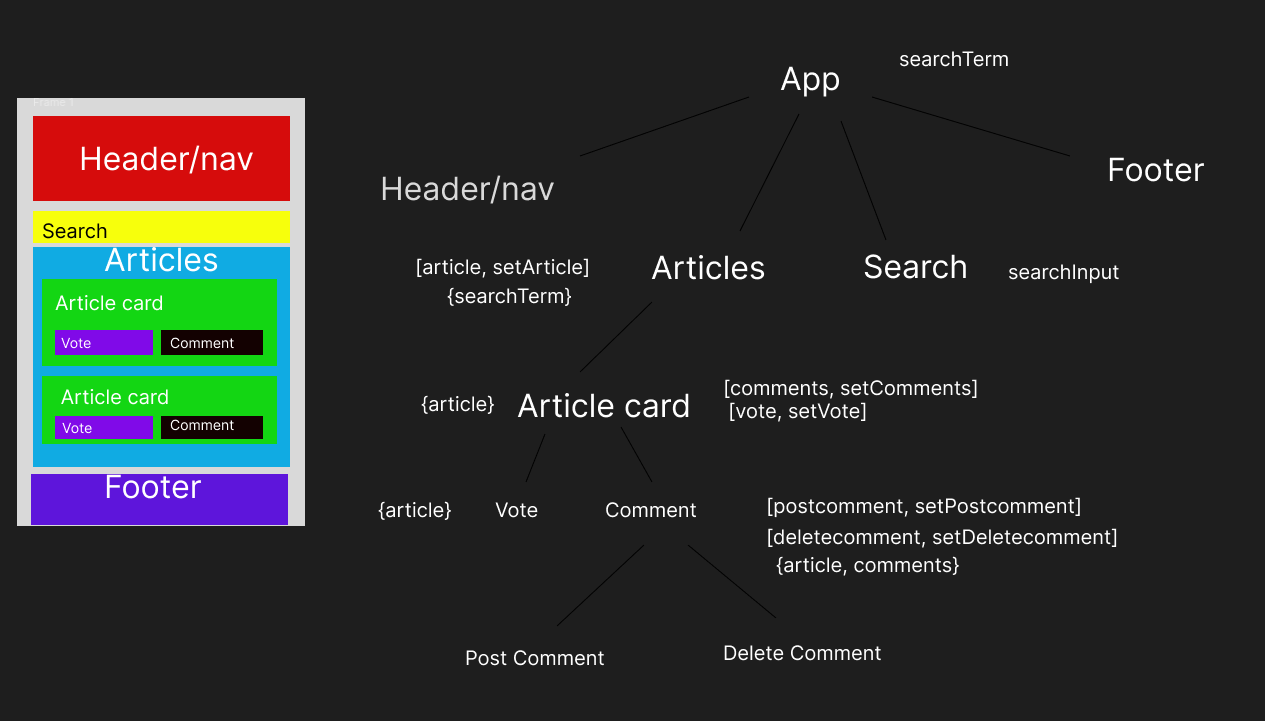 Frame 1
Header/nav
Search
Articles
Article card
Vote
Comment
Article card
Vote
Comment
Footer
App
searchTerm
Header/nav
Footer
[article, setArticle]
{searchTerm}
Articles
Search
searchInput
{article}
Article card
[comments, setComments]
[vote, setVote]
{article}
Vote
Comment
[postcomment, setPostcomment]
[deletecomment, setDeletecomment]
{article, comments}
Post Comment
Delete Comment